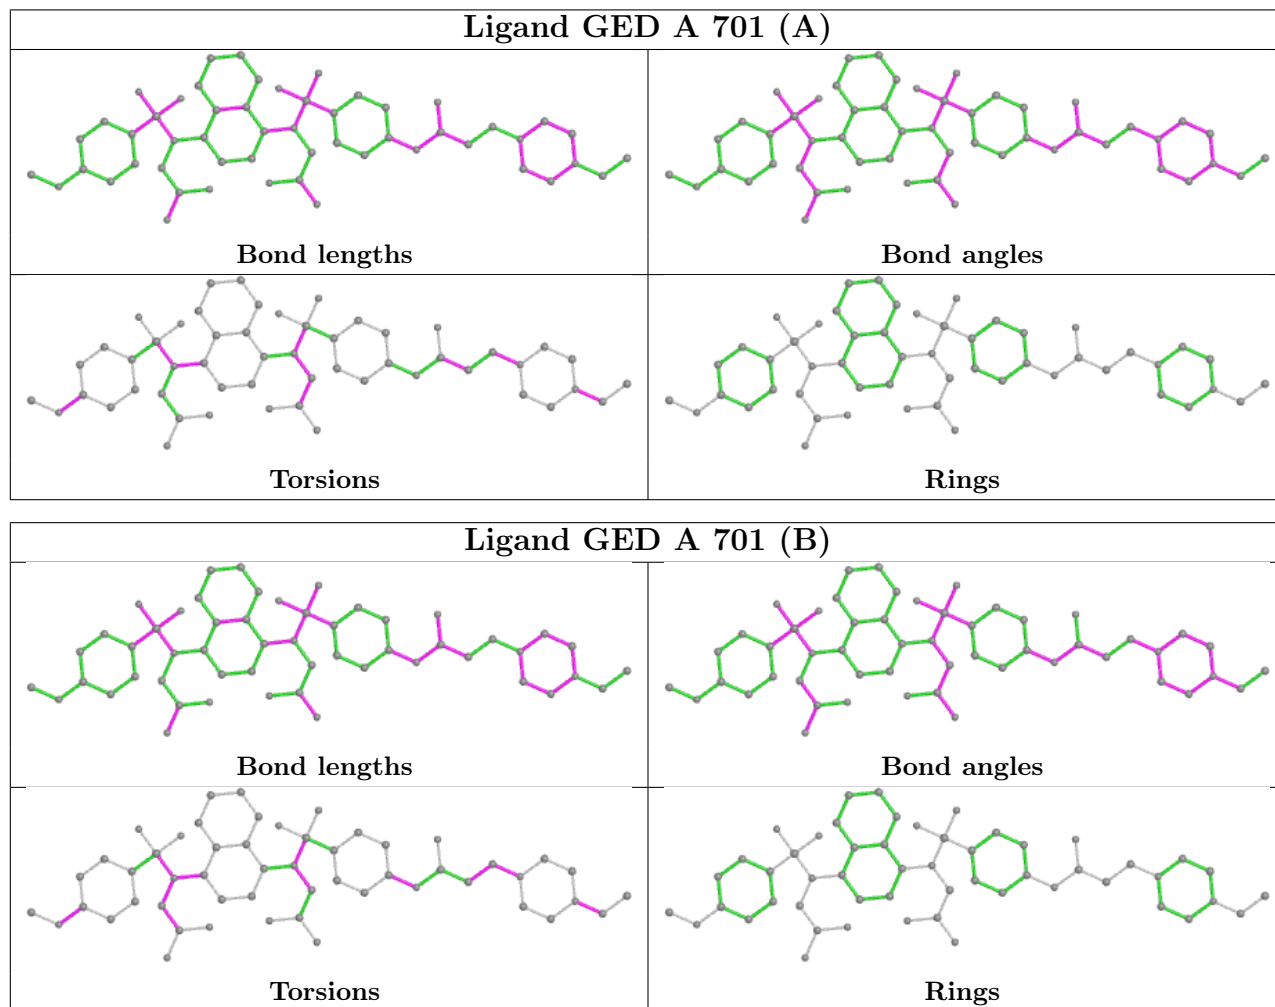 Ligand GED A 701 (A)
Bond lengths
Bond angles
Torsions
Rings
Ligand GED A 701 (B)
Bond lengths
Bond angles
Torsions
Rings